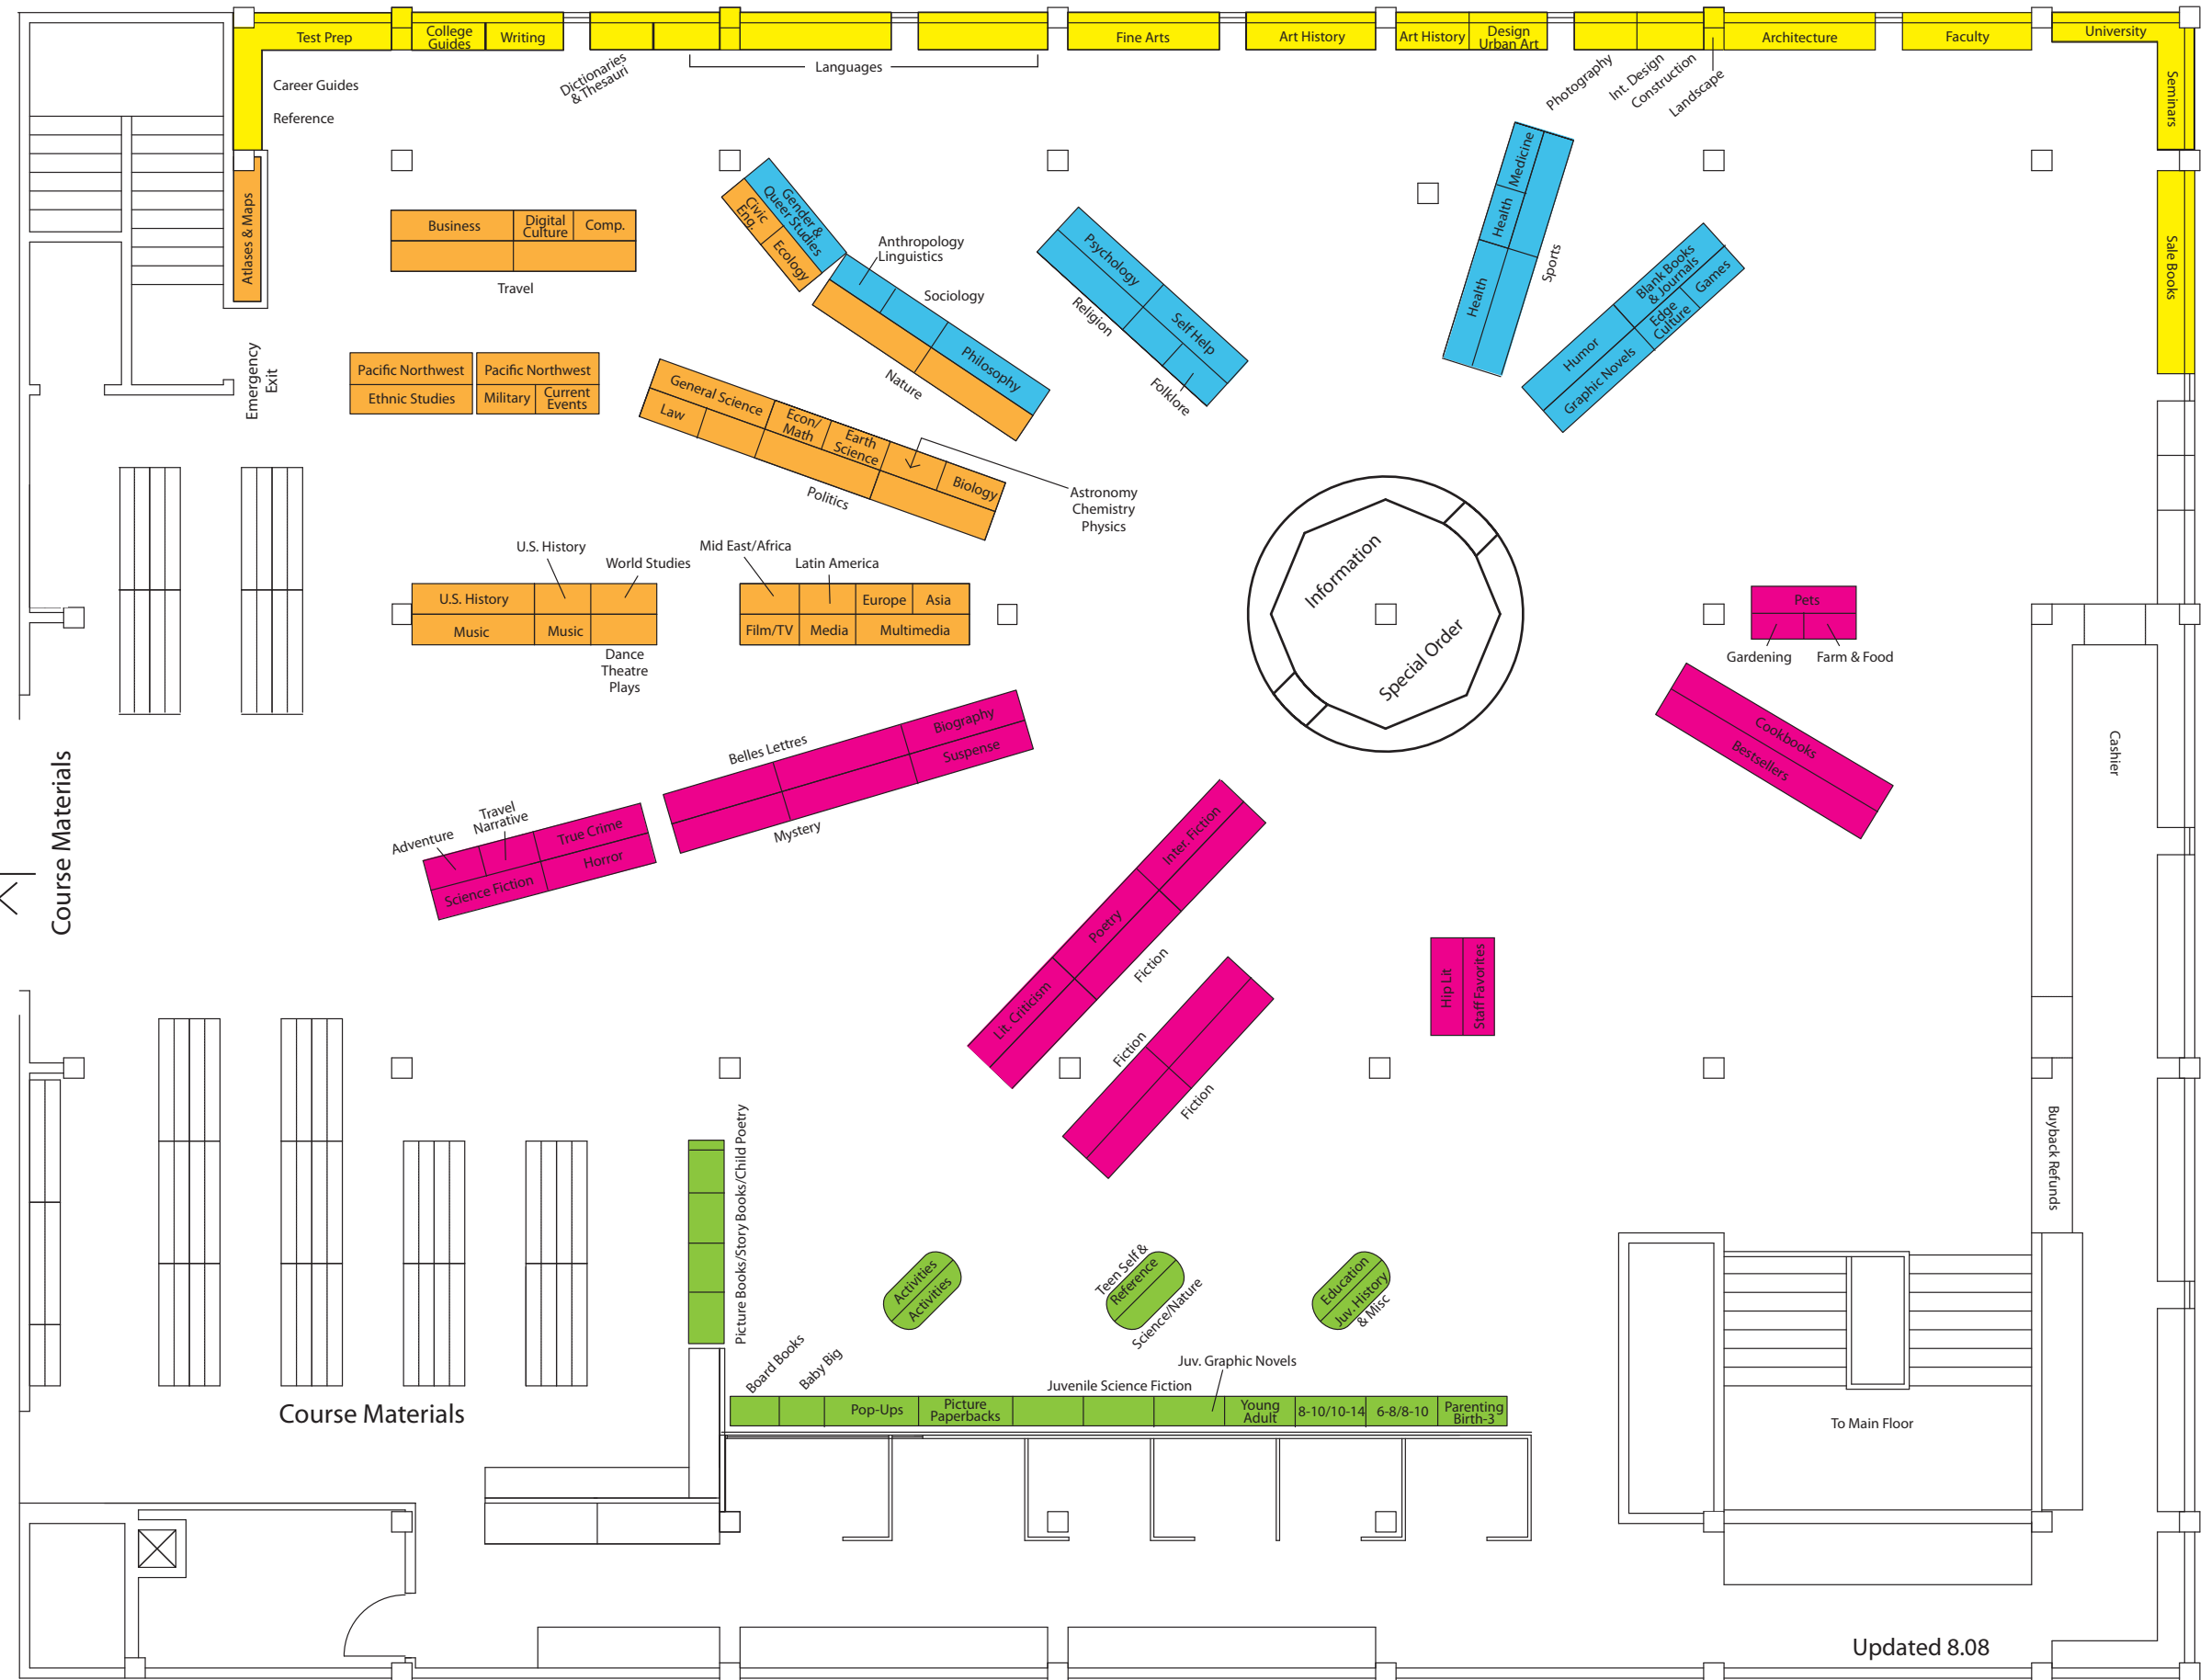 Test Prep
College
Guides
Writing
Fine Arts
Art History
Art History
Design
Urban Art
Architecture
Faculty
University
Dictionaries
& Thesauri
Languages
Photography
Int. Design
Construction
Landscape
Seminars
Career Guides
Reference
Atlases & Maps
Sale Books
Business
Digital
Culture
Comp.
Travel
Gender &
Queer Studies
Civic
Eng.
Ecology
Anthropology
Linguistics
Sociology
Philosophy
Nature
Psychology
Self Help
Religion
Folklore
Medicine
Health
Health
Sports
Blank Books
& Journals
Games
Edge
Culture
Humor
Graphic Novels
Emergency
Exit
Pacific Northwest
Pacific Northwest
Ethnic Studies
Military
Current
Events
General Science
Law
Econ/
Math
Earth
Science
Biology
Politics
Astronomy
Chemistry
Physics
U.S. History
World Studies
Mid East/Africa
Latin America
U.S. History
Europe
Asia
Music
Music
Film/TV
Media
Multimedia
Dance
Theatre
Plays
Information
Special Order
Pets
Gardening
Farm & Food
Cookbooks
Bestsellers
Cashier
Belles Lettres
Biography
Suspense
Mystery
Adventure
Travel
Narrative
True Crime
Horror
Science Fiction
Course Materials
Inter. Fiction
Poetry
Lit. Criticism
Fiction
Fiction
Fiction
Hip Lit
Staff Favorites
Buyback Refunds
Picture Books/Story Books/Child Poetry
Activities
Activities
Teen Self &
Reference
Science/Nature
Education
Juv. History
& Misc
Board Books
Baby Big
Juv. Graphic Novels
Juvenile Science Fiction
Pop-Ups
Picture
Paperbacks
Young
Adult
8-10/10-14
6-8/8-10
Parenting
Birth-3
Course Materials
To Main Floor
Updated 8.08